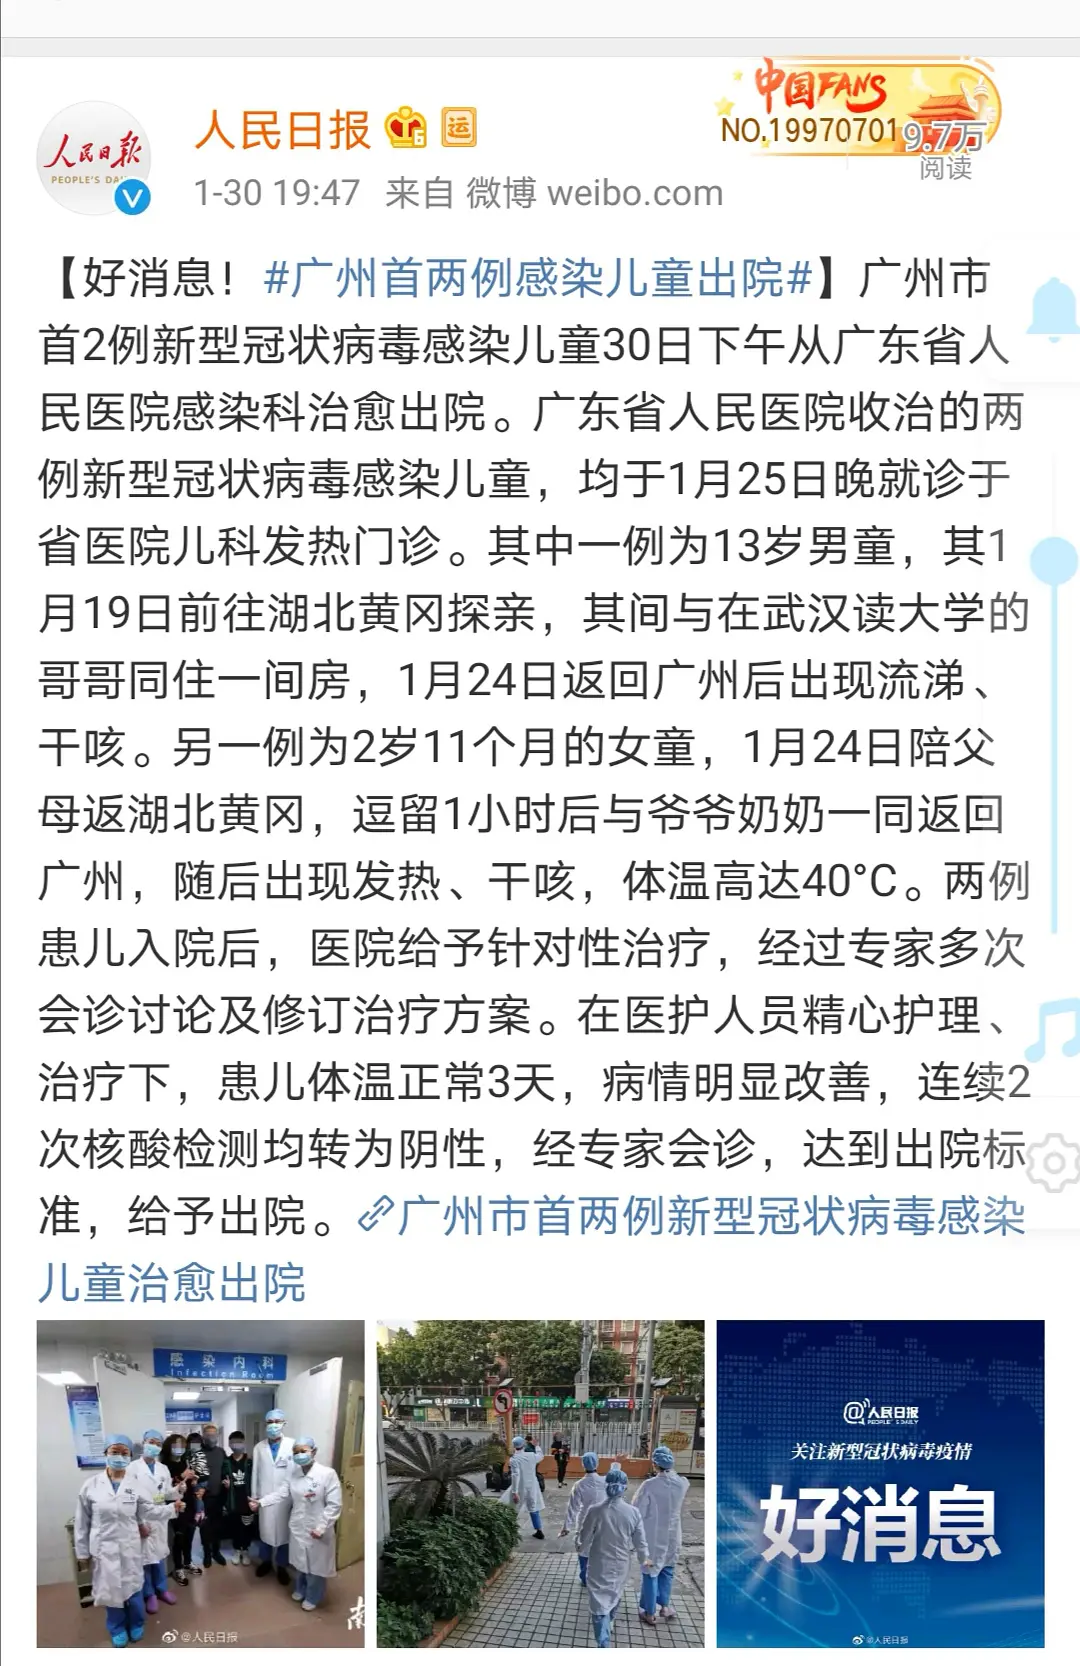 中国FANS
NO.19970701
人民日报
PEOPLE'S DA
人民日报
运
9.7万
阅读
1-30 19:47 来自 微博 weibo.com
【好消息！#广州首两例感染儿童出院#】广州市
首2例新型冠状病毒感染儿童30日下午从广东省人
民医院感染科治愈出院。广东省人民医院收治的两
例新型冠状病毒感染儿童，均于1月25日晚就诊于
省医院儿科发热门诊。其中一例为13岁男童，其1
月19日前往湖北黄冈探亲，其间与在武汉读大学的
哥哥同住一间房，1月24日返回广州后出现流涕、
干咳。另一例为2岁11个月的女童，1月24日陪父
母返湖北黄冈，逗留1小时后与爷爷奶奶一同返回
广州，随后出现发热、干咳，体温高达40°C。两例
患儿入院后，医院给予针对性治疗，经过专家多次
会诊讨论及修订治疗方案。在医护人员精心护理、
治疗下，患儿体温正常3天，病情明显改善，连续2
次核酸检测均转为阴性，经专家会诊，达到出院标
准，给予出院。广州市首两例新型冠状病毒感染
儿童治愈出院
感染内科
Infection Room
南
@人民日报
@人民日报
PEOPLE'S DAILY
关注新型冠状病毒疫情
好消息
@人民日报